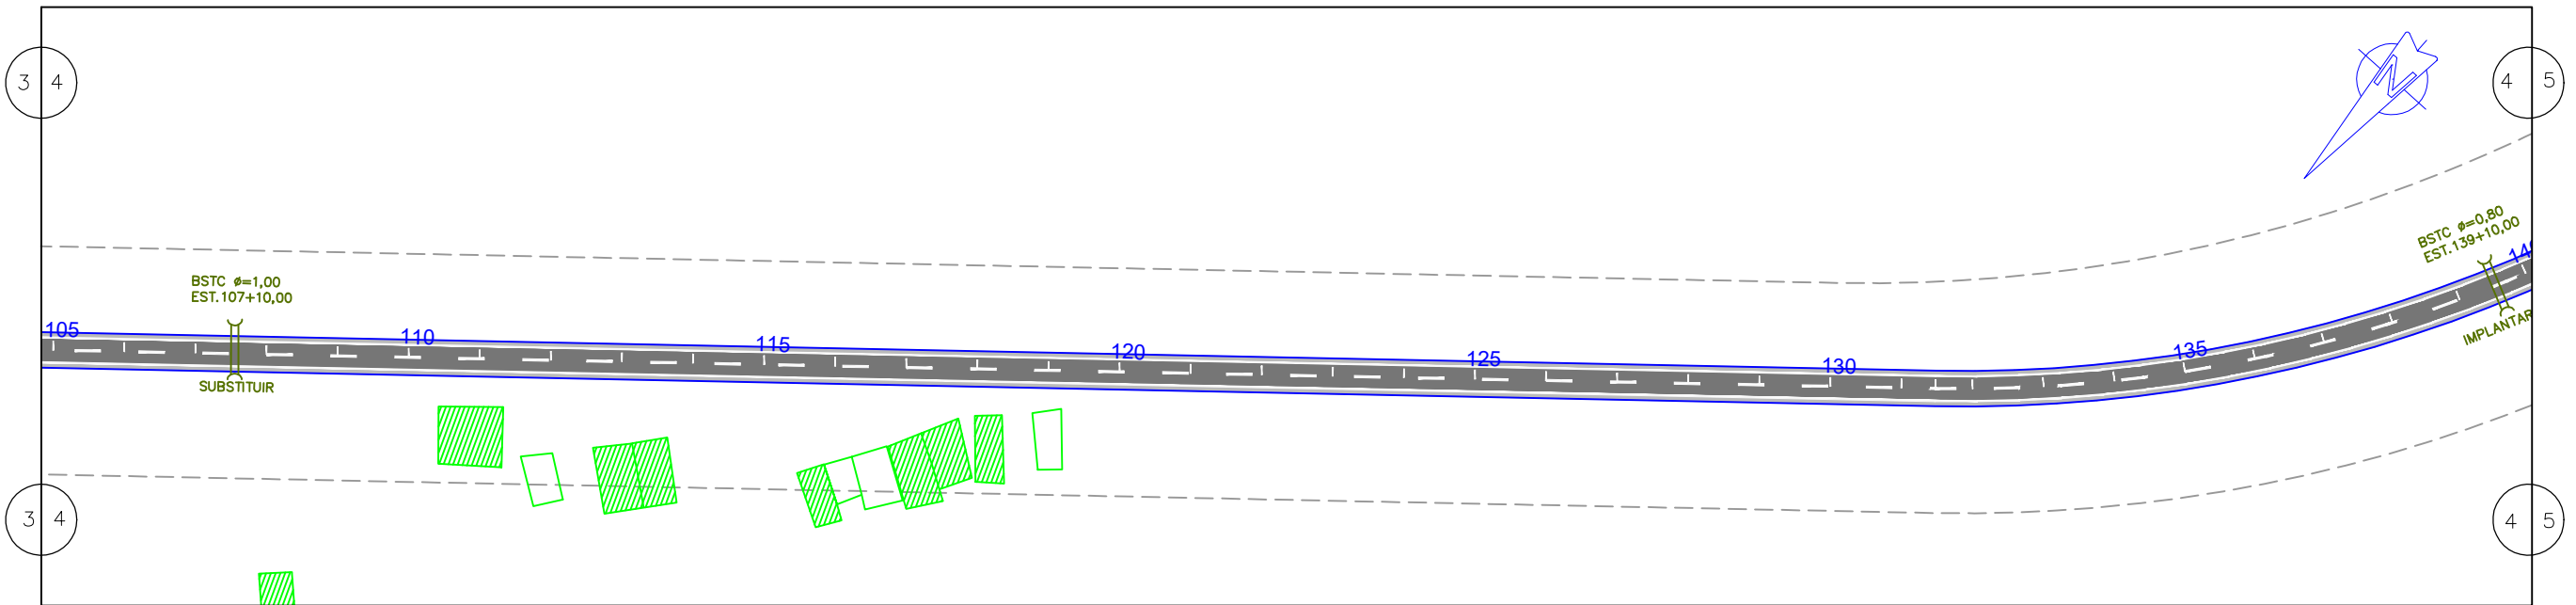 3 4
4 5
N
BSTC ø=0,80
EST.139+10,00
BSTC ø=1,00
EST.107+10,00
105
110
115
120
125
130
135
IMPLANTAR
SUBSTITUIR
3 4
4 5